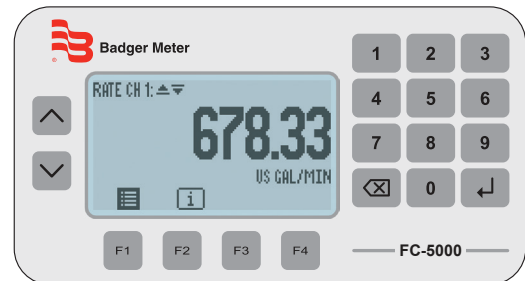 Badger Meter
RATE CH 1:
678.33
US GAL/MIN
i
F1 F2 F3 F4
1 2 3
4 5 6
7 8 9
0
FC-5000